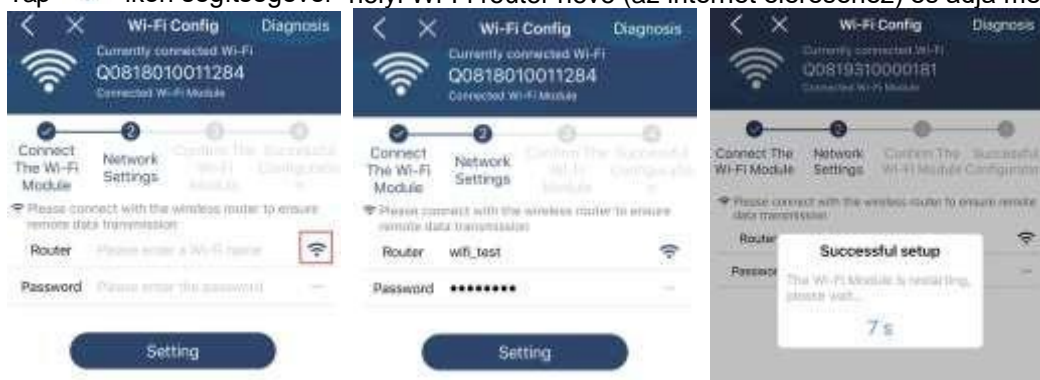 Tap ikon segítségével helyi Wi-Fi router neve (az internet eléréséhez) és adja me
Wi-Fi Config Diagnosis
Currently connected Wi-Fi
Q0818010011284
Connected Wi-Fi Module
2
Connect The Wi-Fi Module
Network Settings
Confirm The Wi-Fi Module
Successful
Please connect with the wireless router to ensure
remote data transmission
Router Please enter a Wi-Fi name
Password Please enter the password
Setting
Wi-Fi Config Diagnosis
Currently connected Wi-Fi
Q0818010011284
Connected Wi-Fi Module
2
Connect The Wi-Fi Module
Network Settings
Confirm The Wi-Fi Module
Successful
Please connect with the wireless router to ensure
remote data transmission
Router wifi_test
Password ••••••••
Setting
Wi-Fi Config Diagnosis
Currently connected Wi-Fi
Q0819310000181
Connected Wi-Fi Module
2
Connect The Wi-Fi Module
Network Settings
Confirm The Wi-Fi Module
Successful
Please connect with the wireless router to ensure remote
data transmission
Router
Successful setup
The Wi-Fi Module is restarting,
please wait...
7 s